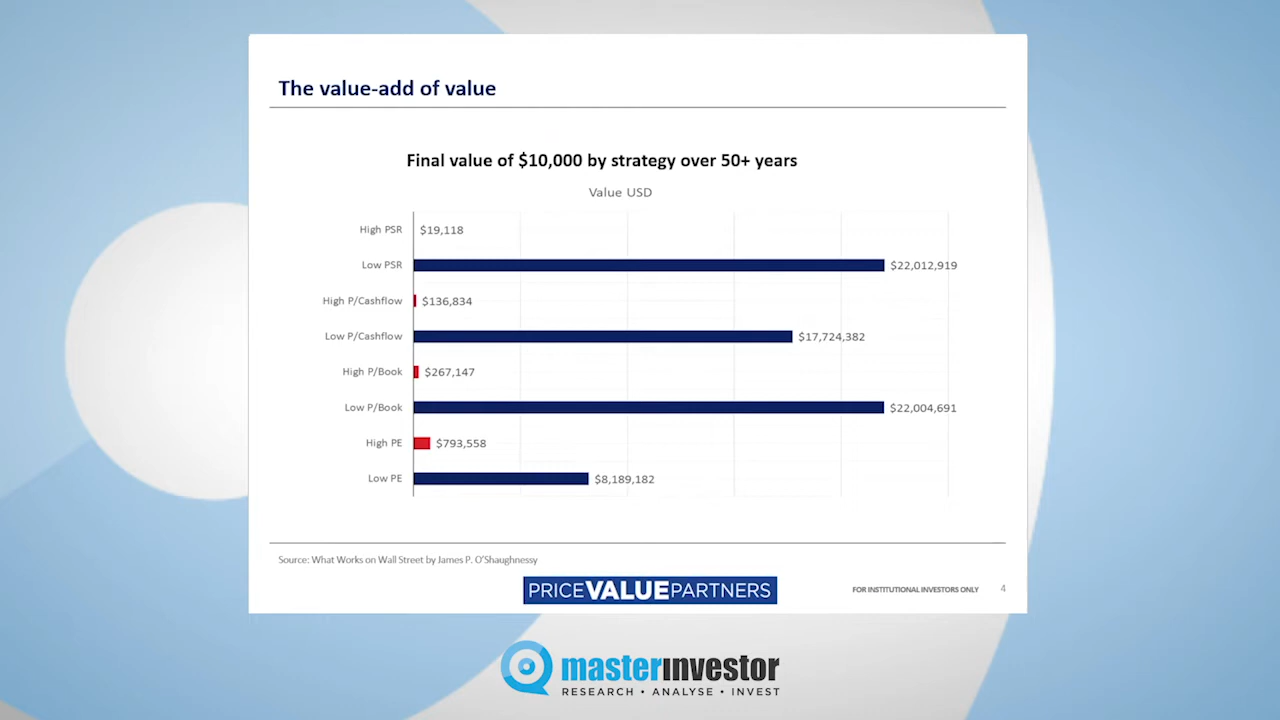 The value-add of value
Final value of $10,000 by strategy over 50+ years
Value USD
High PSR $19,118
Low PSR $22,012,919
High P/Cashflow $136,834
Low P/Cashflow $17,724,382
High P/Book $267,147
Low P/Book $22,004,691
High PE $793,558
Low PE $8,189,182
Source: What Works on Wall Street by James P. O'Shaughnessy
PRICEVALUEPARTNERS
FOR INSTITUTIONAL INVESTORS ONLY 4
masterinvestor
RESEARCH • ANALYSE • INVEST